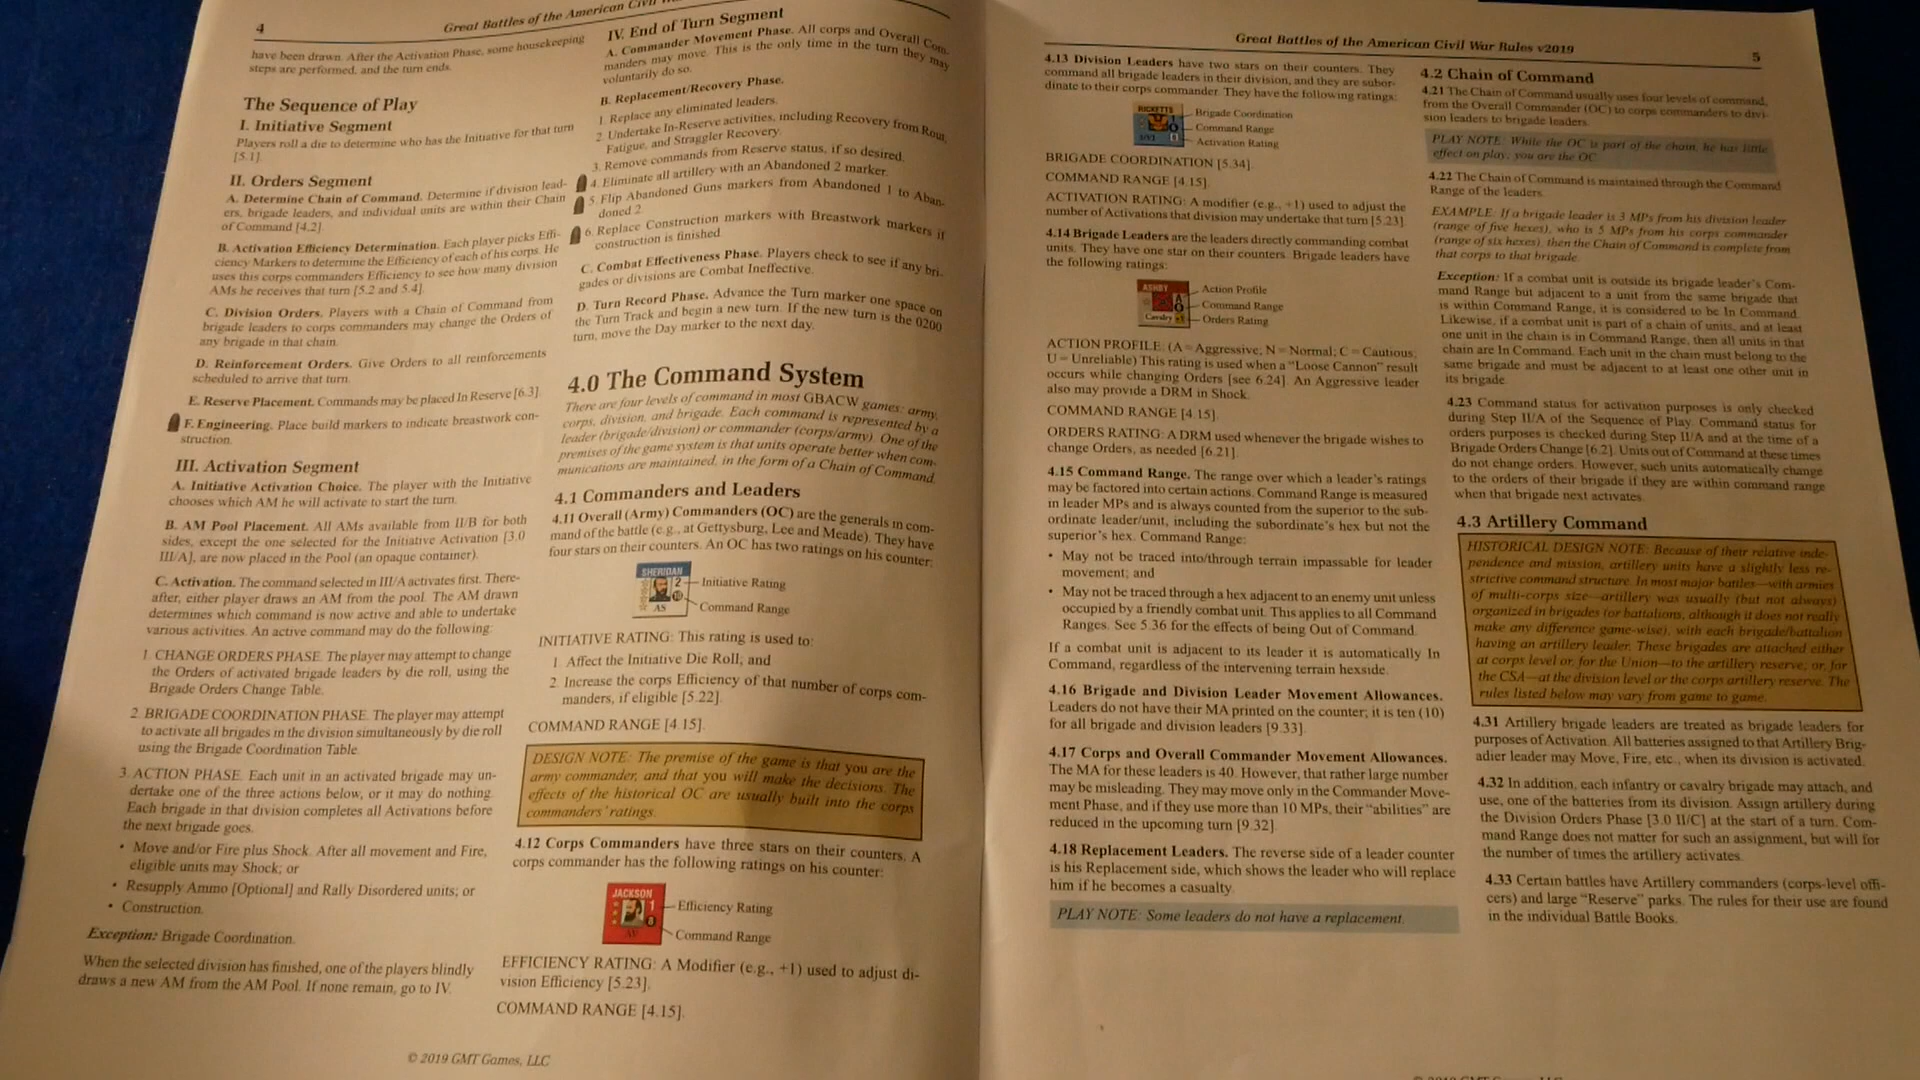 4
Great Battles of the American Civil
have been drawn. After the Activation Phase, some housekeeping
steps are performed, and the turn ends.
The Sequence of Play
I. Initiative Segment
Players roll a die to determine who has the Initiative for that turn
[5.1].
II. Orders Segment
A. Determine Chain of Command. Determine if division lead-
ers, brigade leaders, and individual units are within their Chain
of Command [4.2].
B. Activation Efficiency Determination. Each player picks Effi-
ciency Markers to determine the Efficiency of each of his corps. He
uses this corps commanders Efficiency to see how many division
AMs he receives that turn [5.2 and 5.4].
C. Division Orders. Players with a Chain of Command from
brigade leaders to corps commanders may change the Orders of
any brigade in that chain.
D. Reinforcement Orders. Give Orders to all reinforcements
scheduled to arrive that turn.
E. Reserve Placement. Commands may be placed In Reserve [6.3].
F. Engineering. Place build markers to indicate breastwork con-
struction.
III. Activation Segment
A. Initiative Activation Choice. The player with the Initiative
chooses which AM he will activate to start the turn.
B. AM Pool Placement. All AMs available from II/B for both
sides, except the one selected for the Initiative Activation [3.0
III/A], are now placed in the Pool (an opaque container).
C. Activation. The command selected in III/A activates first. There-
after, either player draws an AM from the pool. The AM drawn
determines which command is now active and able to undertake
various activities. An active command may do the following:
1. CHANGE ORDERS PHASE. The player may attempt to change
the Orders of activated brigade leaders by die roll, using the
Brigade Orders Change Table.
2. BRIGADE COORDINATION PHASE. The player may attempt
to activate all brigades in the division simultaneously by die roll
using the Brigade Coordination Table.
3. ACTION PHASE. Each unit in an activated brigade may un-
dertake one of the three actions below, or it may do nothing.
Each brigade in that division completes all Activations before
the next brigade goes.
• Move and/or Fire plus Shock. After all movement and Fire,
eligible units may Shock; or
• Resupply Ammo [Optional] and Rally Disordered units; or
• Construction.
Exception: Brigade Coordination.
When the selected division has finished, one of the players blindly
draws a new AM from the AM Pool. If none remain, go to IV.
IV. End of Turn Segment
A. Commander Movement Phase. All corps and Overall Com-
manders may move. This is the only time in the turn they may
voluntarily do so.
B. Replacement/Recovery Phase.
1. Replace any eliminated leaders.
2. Undertake In-Reserve activities, including Recovery from Rout,
Fatigue, and Straggler Recovery.
3. Remove commands from Reserve status, if so desired.
4. Eliminate all artillery with an Abandoned 2 marker.
5. Flip Abandoned Guns markers from Abandoned 1 to Aban-
doned 2.
6. Replace Construction markers with Breastwork markers if
construction is finished.
C. Combat Effectiveness Phase. Players check to see if any bri-
gades or divisions are Combat Ineffective.
D. Turn Record Phase. Advance the Turn marker one space on
the Turn Track and begin a new turn. If the new turn is the 0200
turn, move the Day marker to the next day.
4.0 The Command System
There are four levels of command in most GBACW games: army,
corps, division, and brigade. Each command is represented by a
leader (brigade/division) or commander (corps/army). One of the
premises of the game system is that units operate better when com-
munications are maintained, in the form of a Chain of Command.
4.1 Commanders and Leaders
4.11 Overall (Army) Commanders (OC) are the generals in com-
mand of the battle (e.g., at Gettysburg, Lee and Meade). They have
four stars on their counters. An OC has two ratings on his counter:
SHERIDAN
2
10
AS
Initiative Rating
Command Range
INITIATIVE RATING: This rating is used to:
1. Affect the Initiative Die Roll, and
2. Increase the corps Efficiency of that number of corps com-
manders, if eligible [5.22].
COMMAND RANGE [4.15].
DESIGN NOTE: The premise of the game is that you are the
army commander, and that you will make the decisions. The
effects of the historical OC are usually built into the corps
commanders' ratings.
4.12 Corps Commanders have three stars on their counters. A
corps commander has the following ratings on his counter:
JACKSON
1
8
AV
Efficiency Rating
Command Range
EFFICIENCY RATING: A Modifier (e.g., +1) used to adjust di-
vision Efficiency [5.23].
COMMAND RANGE [4.15].
© 2019 GMT Games, LLC
Great Battles of the American Civil War Rules v2019
5
4.13 Division Leaders have two stars on their counters. They
command all brigade leaders in their division, and they are subor-
dinate to their corps commander. They have the following ratings:
RICKETTS
Brigade Coordination
Command Range
Activation Rating
BRIGADE COORDINATION [5.34].
COMMAND RANGE [4.15].
ACTIVATION RATING: A modifier (e.g., +1) used to adjust the
number of Activations that division may undertake that turn [5.23].
4.14 Brigade Leaders are the leaders directly commanding combat
units. They have one star on their counters. Brigade leaders have
the following ratings:
ASHBY
A
Cavalry
Action Profile
Command Range
Orders Rating
ACTION PROFILE: (A = Aggressive; N = Normal; C = Cautious;
U = Unreliable) This rating is used when a "Loose Cannon" result
occurs while changing Orders [see 6.24]. An Aggressive leader
also may provide a DRM in Shock.
COMMAND RANGE [4.15].
ORDERS RATING: A DRM used whenever the brigade wishes to
change Orders, as needed [6.21].
4.15 Command Range. The range over which a leader's ratings
may be factored into certain actions. Command Range is measured
in leader MPs and is always counted from the superior to the sub-
ordinate leader/unit, including the subordinate's hex but not the
superior's hex. Command Range:
• May not be traced into/through terrain impassable for leader
movement; and
• May not be traced through a hex adjacent to an enemy unit unless
occupied by a friendly combat unit. This applies to all Command
Ranges. See 5.36 for the effects of being Out of Command.
If a combat unit is adjacent to its leader it is automatically In
Command, regardless of the intervening terrain hexside.
4.16 Brigade and Division Leader Movement Allowances.
Leaders do not have their MA printed on the counter; it is ten (10)
for all brigade and division leaders [9.33].
4.17 Corps and Overall Commander Movement Allowances.
The MA for these leaders is 40. However, that rather large number
may be misleading. They may move only in the Commander Move-
ment Phase, and if they use more than 10 MPs, their "abilities" are
reduced in the upcoming turn [9.32].
4.18 Replacement Leaders. The reverse side of a leader counter
is his Replacement side, which shows the leader who will replace
him if he becomes a casualty.
PLAY NOTE: Some leaders do not have a replacement.
4.2 Chain of Command
4.21 The Chain of Command usually uses four levels of command,
from the Overall Commander (OC) to corps commanders to divi-
sion leaders to brigade leaders.
PLAY NOTE: While the OC is part of the chain, he has little
effect on play; you are the OC.
4.22 The Chain of Command is maintained through the Command
Range of the leaders.
EXAMPLE: If a brigade leader is 3 MPs from his division leader
(range of five hexes), who is 5 MPs from his corps commander
(range of six hexes), then the Chain of Command is complete from
that corps to that brigade.
Exception: If a combat unit is outside its brigade leader's Com-
mand Range but adjacent to a unit from the same brigade that
is within Command Range, it is considered to be In Command.
Likewise, if a combat unit is part of a chain of units, and at least
one unit in the chain is in Command Range, then all units in that
chain are In Command. Each unit in the chain must belong to the
same brigade and must be adjacent to at least one other unit in
its brigade.
4.23 Command status for activation purposes is only checked
during Step II/A of the Sequence of Play. Command status for
orders purposes is checked during Step II/A and at the time of a
Brigade Orders Change [6.2]. Units out of Command at these times
do not change orders. However, such units automatically change
to the orders of their brigade if they are within command range
when that brigade next activates.
4.3 Artillery Command
HISTORICAL DESIGN NOTE: Because of their relative inde-
pendence and mission, artillery units have a slightly less re-
strictive command structure. In most major battles—with armies
of multi-corps size—artillery was usually (but not always)
organized in brigades (or battalions, although it does not really
make any difference game-wise), with each brigade/battalion
having an artillery leader. These brigades are attached either
at corps level or, for the Union—to the artillery reserve; or, for
the CSA—at the division level or the corps artillery reserve. The
rules listed below may vary from game to game.
4.31 Artillery brigade leaders are treated as brigade leaders for
purposes of Activation. All batteries assigned to that Artillery Brig-
adier leader may Move, Fire, etc., when its division is activated.
4.32 In addition, each infantry or cavalry brigade may attach, and
use, one of the batteries from its division. Assign artillery during
the Division Orders Phase [3.0 II/C] at the start of a turn. Com-
mand Range does not matter for such an assignment, but will for
the number of times the artillery activates.
4.33 Certain battles have Artillery commanders (corps-level offi-
cers) and large "Reserve" parks. The rules for their use are found
in the individual Battle Books.